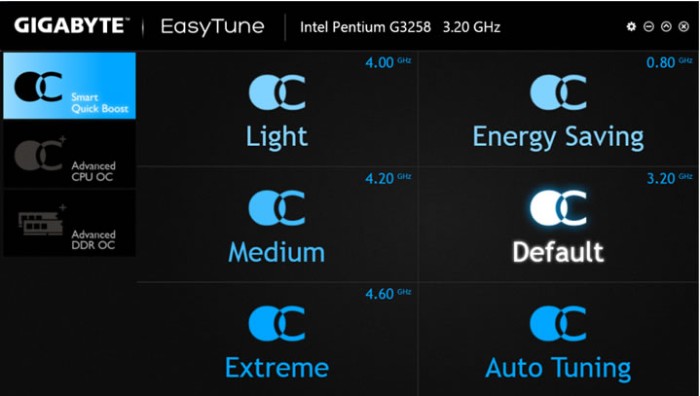 GIGABYTE™ EasyTune Intel Pentium G3258 3.20 GHz
Smart
Quick Boost
Advanced
CPU OC
Advanced
DDR OC
4.00 GHz
Light
0.80 GHz
Energy Saving
4.20 GHz
Medium
3.20 GHz
Default
4.60 GHz
Extreme
Auto Tuning